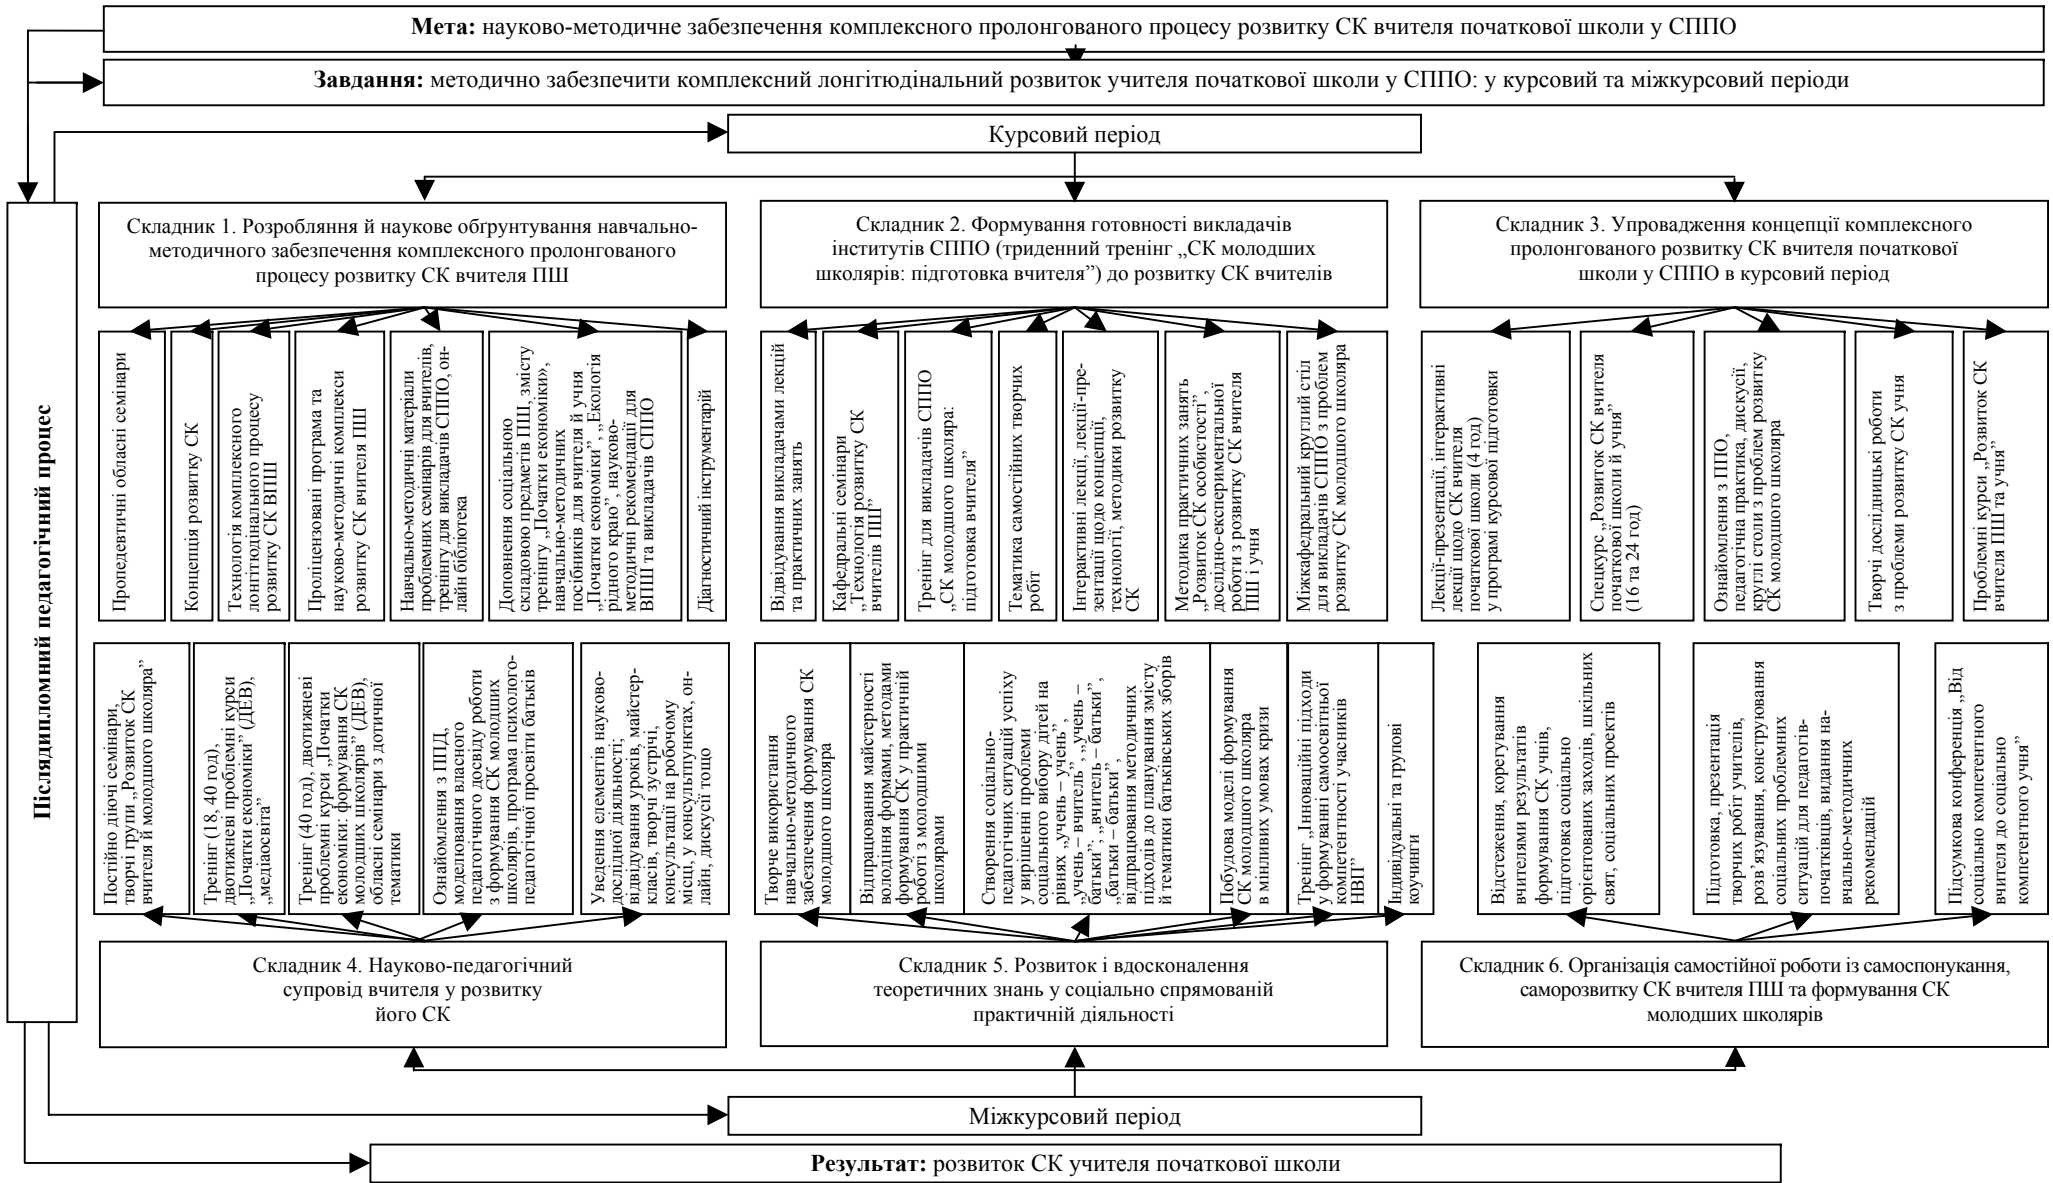 Мета: науково-методичне забезпечення комплексного пролонгованого процесу розвитку СК вчителя початкової школи у СППО
Завдання: методично забезпечити комплексний лонгітюдінальний розвиток учителя початкової школи у СППО: у курсовий та міжкурсовий періоди
Курсовий період
Післядипломний педагогічний процес
Складник 1. Розробляння й наукове обґрунтування навчально-
методичного забезпечення комплексного пролонгованого
процесу розвитку СК вчителя ПШ
Складник 2. Формування готовності викладачів
інститутів СППО (триденний тренінг „СК молодших
школярів: підготовка вчителя”) до розвитку СК вчителів
Складник 3. Упровадження концепції комплексного
пролонгованого розвитку СК вчителя початкової
школи у СППО в курсовий період
Пропедевтичні обласні семінари
Концепція розвитку СК
Технологія комплексного
лонгітюдінального процесу
розвитку СК ВПШ
Проліцензовані програма та
науково-методичні комплекси
розвитку СК вчителя ПШ
Навчально-методичні матеріали
проблемних семінарів для вчителів,
тренінгу для викладачів СППО, он-
лайн бібліотека
Доповнення соціальною
складовою предметів ПШ, змісту
тренінгу „Початки економіки»,
навчально-методичних
посібників для вчителя й учня
„Початки економіки”, „Екологія
рідного краю”, науково-
методичні рекомендації для
ВПШ та викладачів СППО
Діагностичний інструментарій
Відвідування викладачами лекцій
та практичних занять
Кафедральні семінари
„Технологія розвитку СК
вчителів ПШ”
Тренінг для викладачів СППО
„СК молодшого школяра:
підготовка вчителя”
Тематика самостійних творчих
робіт
Інтерактивні лекції, лекції-пре-
зентації щодо концепції,
технології, методики розвитку
СК
Методика практичних занять
„Розвиток СК особистості”,
дослідно-експериментальної
роботи з розвитку СК вчителя
ПШ і учня
Міжкафедральний круглий стіл
для викладачів СППО з проблем
розвитку СК молодшого школяра
Лекції-презентації, інтерактивні
лекції щодо СК вчителя
початкової школи (4 год)
у програмі курсової підготовки
Спецкурс „Розвиток СК вчителя
початкової школи й учня”
(16 та 24 год)
Ознайомлення з ППО,
педагогічна практика, дискусії,
круглі столи з проблем розвитку
СК молодшого школяра
Творчі дослідницькі роботи
з проблеми розвитку СК учня
Проблемні курси „Розвиток СК
вчителя ПШ та учня”
Постійно діючі семінари,
творчі групи „Розвиток СК
вчителя й молодшого школяра”
Тренінг (18, 40 год),
двотижневі проблемні курси
„Початки економіки” (ДЕВ),
„медіаосвіта”
Тренінг (40 год), двотижневі
проблемні курси „Початки
економіки: формування СК
молодших школярів” (ДЕВ),
обласні семінари з дотичної
тематики
Ознайомлення з ППД,
моделювання власного
педагогічного досвіду роботи
з формування СК молодших
школярів, програма психолого-
педагогічної просвіти батьків
Уведення елементів науково-
дослідної діяльності;
відвідування уроків, майстер-
класів, творчі зустрічі,
консультації на робочому
місці, у консультпунктах, он-
лайн, дискусії тощо
Творче використання
навчально-методичного
забезпечення формування СК
молодшого школяра
Відпрацювання майстерності
володіння формами, методами
формування СК у практичній
роботі з молодшими
школярами
Створення соціально-
педагогічних ситуацій успіху
у вирішенні проблеми
соціального вибору дітей на
рівнях „учень – учень”,
„учень – вчитель”, „учень –
батьки”, „вчитель – батьки”,
„батьки – батьки”,
відпрацювання методичних
підходів до планування змісту
й тематики батьківських зборів
Побудова моделі формування
СК молодшого школяра
в мінливих умовах кризи
Тренінг „Інноваційні підходи
у формуванні самоосвітньої
компетентності учасників
НВП”
Індивідуальні та групові
коучинги
Відстеження, корегування
вчителями результатів
формування СК учнів,
підготовка соціально
орієнтованих заходів, шкільних
свят, соціальних проектів
Підготовка, презентація
творчих робіт учителів,
розв’язування, конструювання
соціальних проблемних
ситуацій для педагогів-
початківців, видання на-
вчально-методичних
рекомендацій
Підсумкова конференція „Від
соціально компетентного
вчителя до соціально
компетентного учня”
Складник 4. Науково-педагогічний
супровід вчителя у розвитку
його СК
Складник 5. Розвиток і вдосконалення
теоретичних знань у соціально спрямованій
практичній діяльності
Складник 6. Організація самостійної роботи із самоспонукання,
саморозвитку СК вчителя ПШ та формування СК
молодших школярів
Міжкурсовий період
Результат: розвиток СК учителя початкової школи